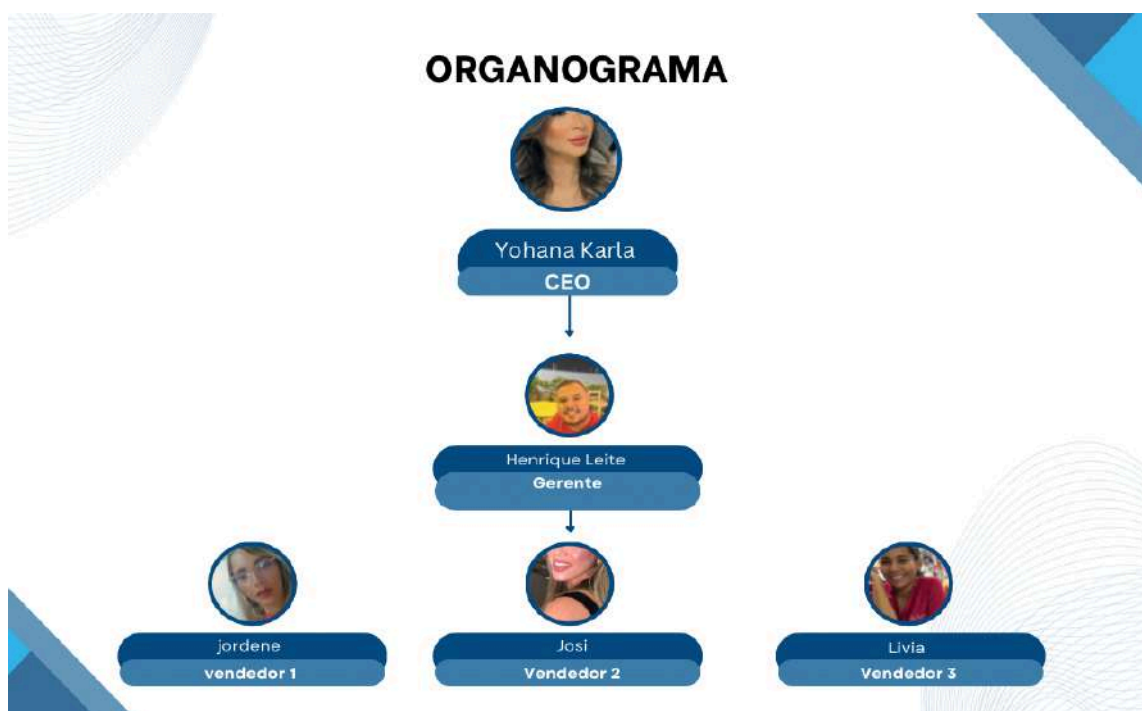 ORGANOGRAMA
Yohana Karla
CEO
Henrique Leite
Gerente
jordene
vendedor 1
Josi
Vendedor 2
Livia
Vendedor 3